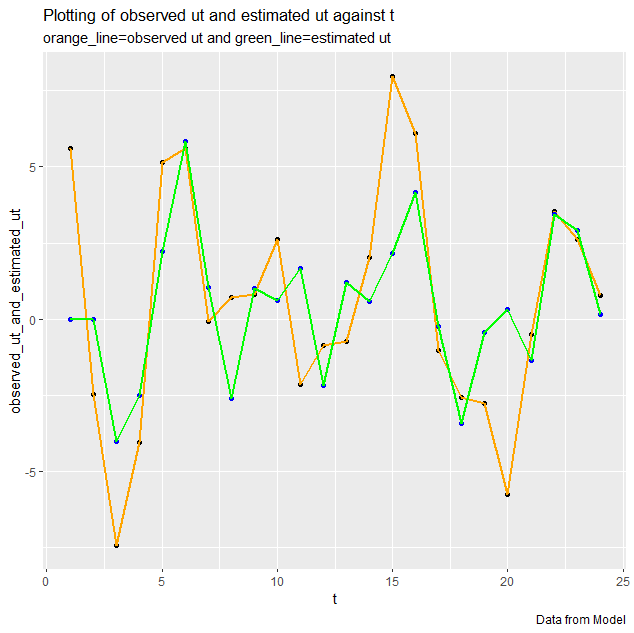 Plotting of observed ut and estimated ut against t
orange_line=observed ut and green_line=estimated ut
observed_ut_and_estimated_ut
5
0
-5
0
5
10
15
20
25
t
Data from Model